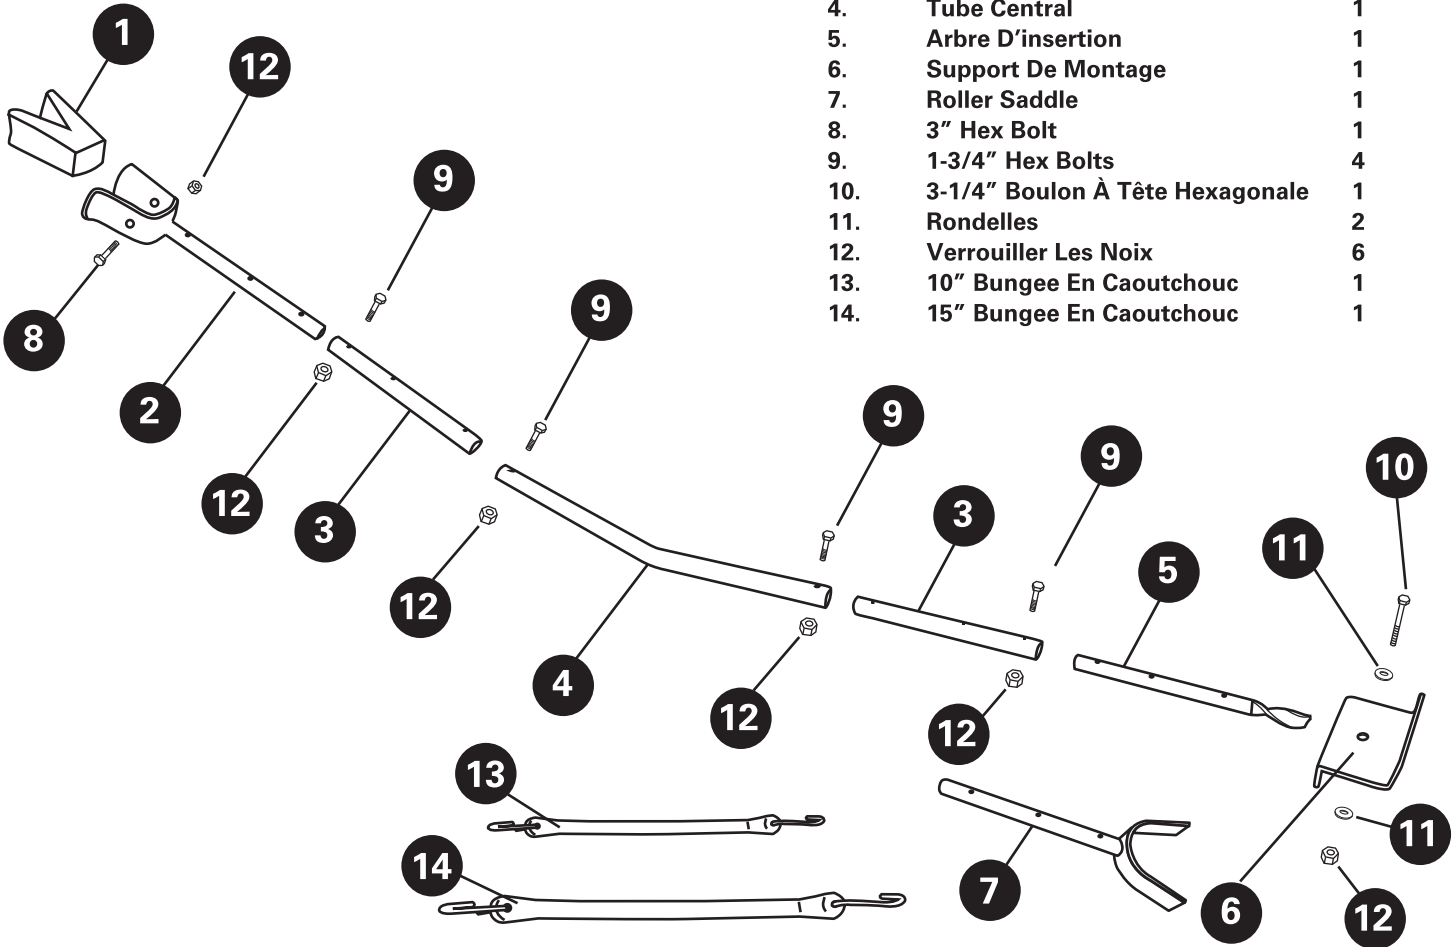 4. Tube Central 1
5. Arbre D’insertion 1
6. Support De Montage 1
7. Roller Saddle 1
8. 3” Hex Bolt 1
9. 1-3/4” Hex Bolts 4
10. 3-1/4” Boulon À Tête Hexagonale 1
11. Rondelles 2
12. Verrouiller Les Noix 6
13. 10” Bungee En Caoutchouc 1
14. 15” Bungee En Caoutchouc 1
1
12
9
9
8
2
12
3
12
4
9
12
3
9
12
5
11
10
13
14
7
6
11
12